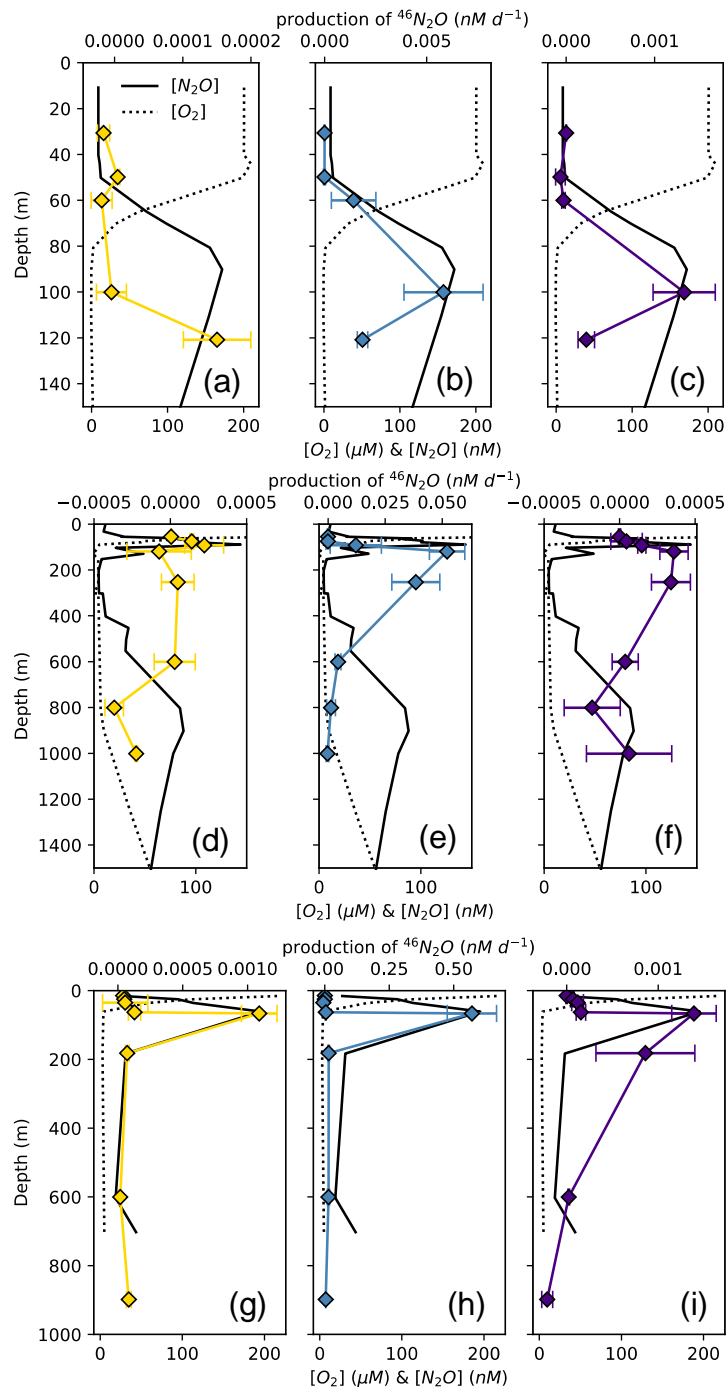 production of ⁴⁶N₂O (nM d⁻¹)
0.0000 0.0001 0.0002 0.000 0.005 0.000 0.001
0
20
40
60
80
100
120
140
Depth (m)
[N₂O]
[O₂]
(a) (b) (c)
0 100 200 0 100 200 0 100 200
[O₂] (μM) & [N₂O] (nM)
production of ⁴⁶N₂O (nM d⁻¹)
−0.0005 0.0000 0.0005 0.000 0.025 0.050 −0.0005 0.0000 0.0005
0
200
400
600
800
1000
1200
1400
Depth (m)
(d) (e) (f)
0 100 0 100 0 100
[O₂] (μM) & [N₂O] (nM)
production of ⁴⁶N₂O (nM d⁻¹)
0.0000 0.0005 0.0010 0.00 0.25 0.50 0.000 0.001
0
200
400
600
800
1000
Depth (m)
(g) (h) (i)
0 100 200 0 100 200 0 100 200
[O₂] (μM) & [N₂O] (nM)